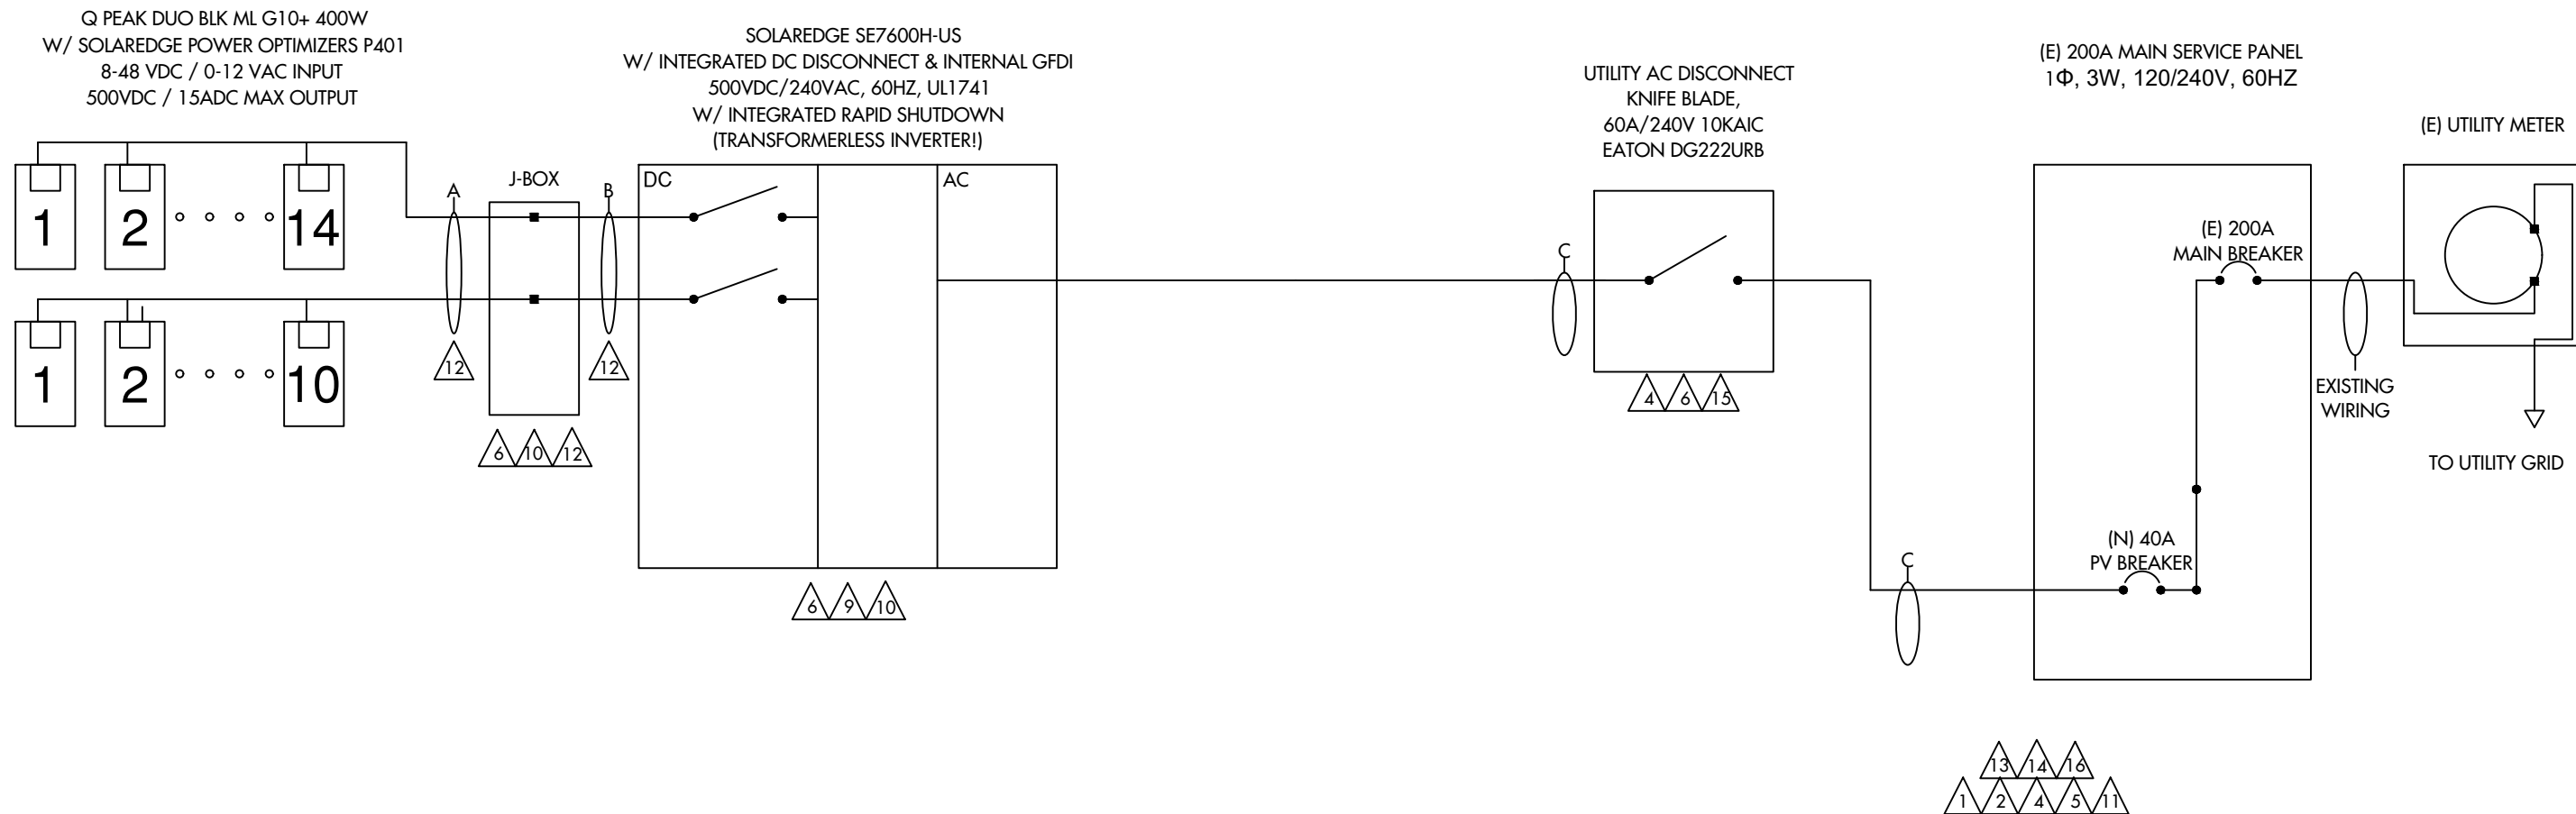 Q PEAK DUO BLK ML G10+ 400W
W/ SOLAREDGE POWER OPTIMIZERS P401
8-48 VDC / 0-12 VAC INPUT
500VDC / 15ADC MAX OUTPUT
SOLAREDGE SE7600H-US
W/ INTEGRATED DC DISCONNECT & INTERNAL GFDI
500VDC/240VAC, 60HZ, UL1741
W/ INTEGRATED RAPID SHUTDOWN
(TRANSFORMERLESS INVERTER!)
UTILITY AC DISCONNECT
KNIFE BLADE,
60A/240V 10KAIC
EATON DG222URB
(E) 200A MAIN SERVICE PANEL
1Φ, 3W, 120/240V, 60HZ
(E) UTILITY METER
1 2 14
A
J-BOX
B
DC
AC
1 2 10
12
12
6 10 12
6 9 10
C
4 6 15
C
(E) 200A
MAIN BREAKER
(N) 40A
PV BREAKER
EXISTING
WIRING
TO UTILITY GRID
13 14 16
1 2 4 5 11